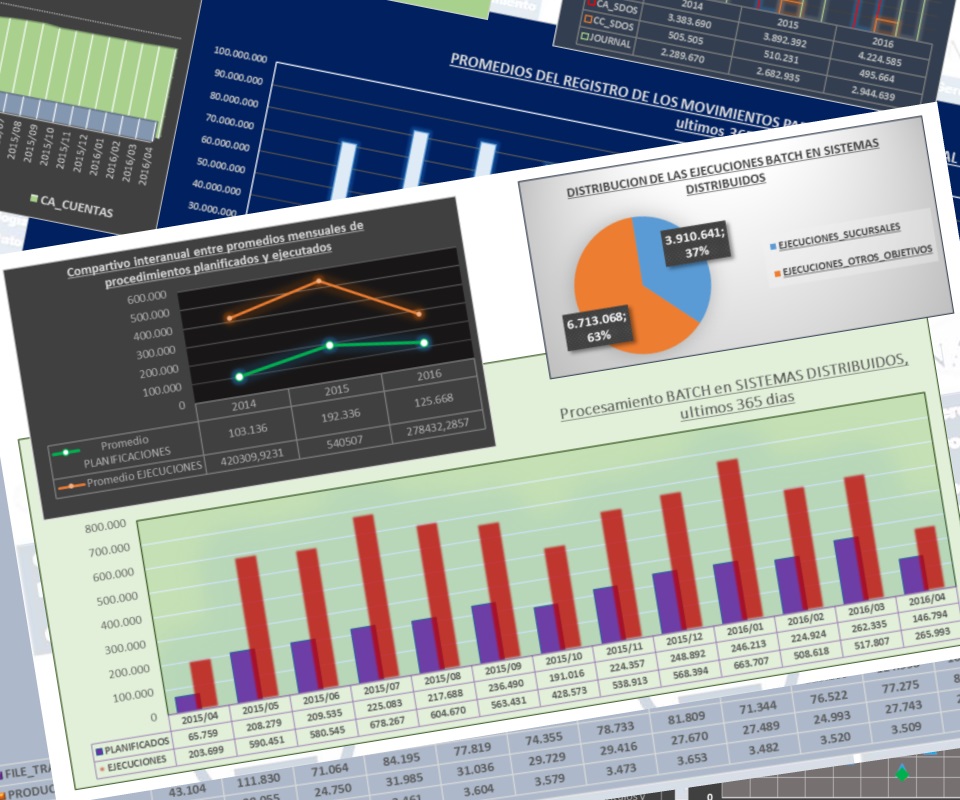 CA_SDOS 3.383.690 3.892.392 4.224.585
2014 2015 2016
CC_SDOS 505.505 510.231 495.664
JOURNAL 2.289.670 2.682.935 2.944.639
2015/08
2015/09
2015/10
2015/11
2015/12
2016/01
2016/02
2016/03
2016/04
CA_CUENTAS
PROMEDIOS DEL REGISTRO DE LOS MOVIMIENTOS
ultimos
100.000.000
90.000.000
80.000.000
70.000.000
60.000.000
50.000.000
40.000.000
30.000.000
DISTRIBUCION DE LAS EJECUCIONES BATCH EN SISTEMAS
DISTRIBUIDOS
3.910.641;
37%
6.713.068;
63%
EJECUCIONES_SUCURSALES
EJECUCIONES_OTROS_OBJETIVOS
Compartivo interanual entre promedios mensuales de
procedimientos planificados y ejecutados
600.000
500.000
400.000
300.000
200.000
100.000
0
2014 2015 2016
Promedio
PLANIFICACIONES 103.136 192.336 125.668
Promedio EJECUCIONES 420309,9231 540507 278432,2857
Procesamiento BATCH en SISTEMAS DISTRIBUIDOS,
ultimos 365 dias
800.000
700.000
600.000
500.000
400.000
300.000
200.000
100.000
0
2015/04 2015/05 2015/06 2015/07 2015/08 2015/09 2015/10 2015/11 2015/12 2016/01 2016/02 2016/03 2016/04
PLANIFICADOS 65.759 208.279 209.535 225.083 217.688 236.490 191.016 224.357 248.892 246.213 224.924 262.335 146.794
EJECUCIONES 203.699 590.451 580.545 678.267 604.670 563.431 428.573 538.913 568.394 663.707 508.618 517.807 265.993
FILE_TRA 43.104 111.830 71.064 84.195 77.819 74.355 78.733 81.809 71.344 76.522 77.275
PRODUC 24.750 31.985 31.036 29.729 29.416 27.670 27.489 24.993 27.743
3.604 3.579 3.473 3.653 3.482 3.520 3.509
0